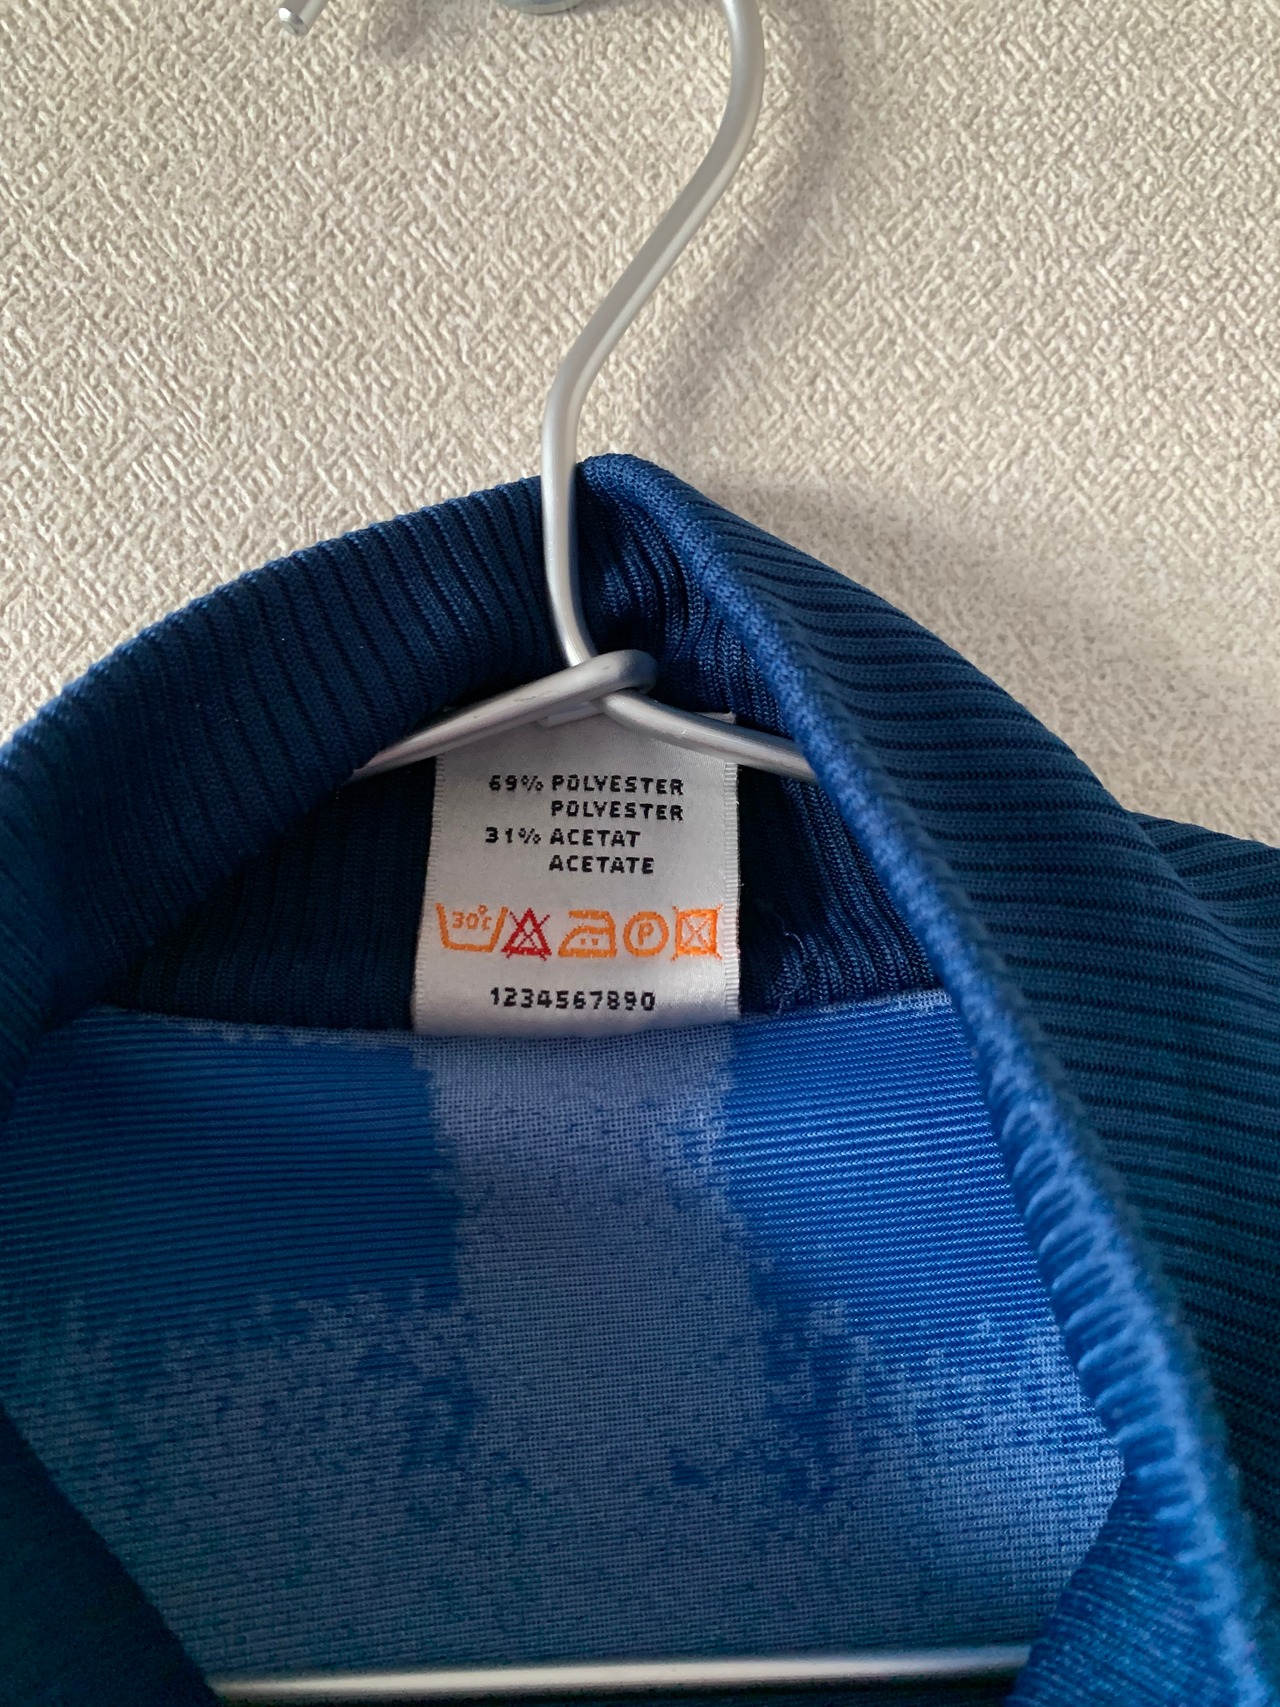 69% POLYESTER
POLYESTER
31% ACETAT
ACETATE
30°C P
1234567890